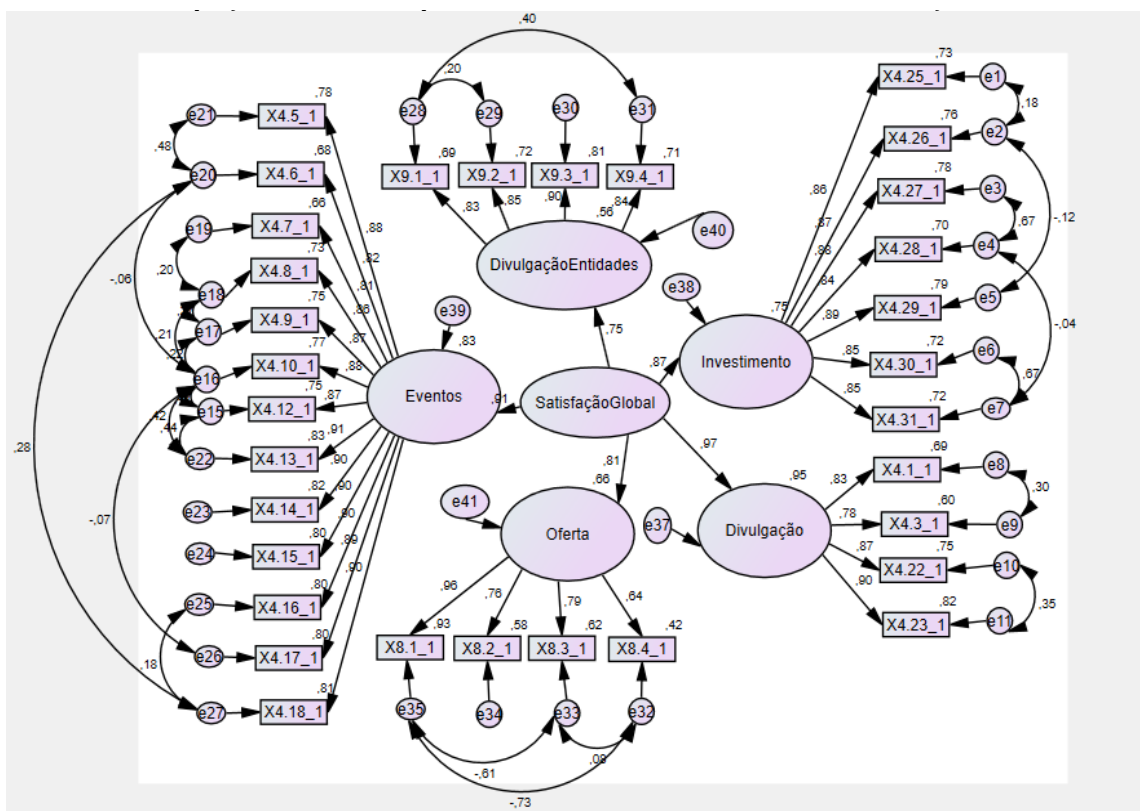 ,40
,20
e28
e29
e30
e31
,69
,72
,81
,71
X9.1_1
X9.2_1
X9.3_1
X9.4_1
,83
,85
,90
,84
,56
DivulgaçãoEntidades
e40
,75
,73
X4.25_1
e1
,18
,76
X4.26_1
e2
,78
X4.27_1
e3
-,12
,67
,70
X4.28_1
e4
,79
X4.29_1
e5
-,04
,72
X4.30_1
e6
,67
,72
X4.31_1
e7
,86
,87
,88
,84
,89
,85
,85
,75
e38
Investimento
,87
,78
e21
X4.5_1
,48
,68
e20
X4.6_1
,66
e19
X4.7_1
,20
-,06
,73
e18
X4.8_1
,75
e17
X4.9_1
,21
,22
,77
e16
X4.10_1
,75
e15
X4.12_1
,42
,44
,83
e22
X4.13_1
,82
e23
X4.14_1
,80
e24
X4.15_1
,80
e25
X4.16_1
,80
e26
X4.17_1
,81
e27
X4.18_1
,28
-,07
,18
,88
,82
,81
,86
,87
,88
,87
,91
,90
,90
,90
,89
,90
e39
,83
Eventos
,91
SatisfaçãoGlobal
,81
,97
,66
e41
Oferta
,96
,76
,79
,64
,93
,58
,62
,42
X8.1_1
X8.2_1
X8.3_1
X8.4_1
e35
e34
e33
e32
,08
-,61
-,73
,95
e37
Divulgação
,83
,78
,87
,90
,69
X4.1_1
e8
,30
,60
X4.3_1
e9
,75
X4.22_1
e10
,35
,82
X4.23_1
e11